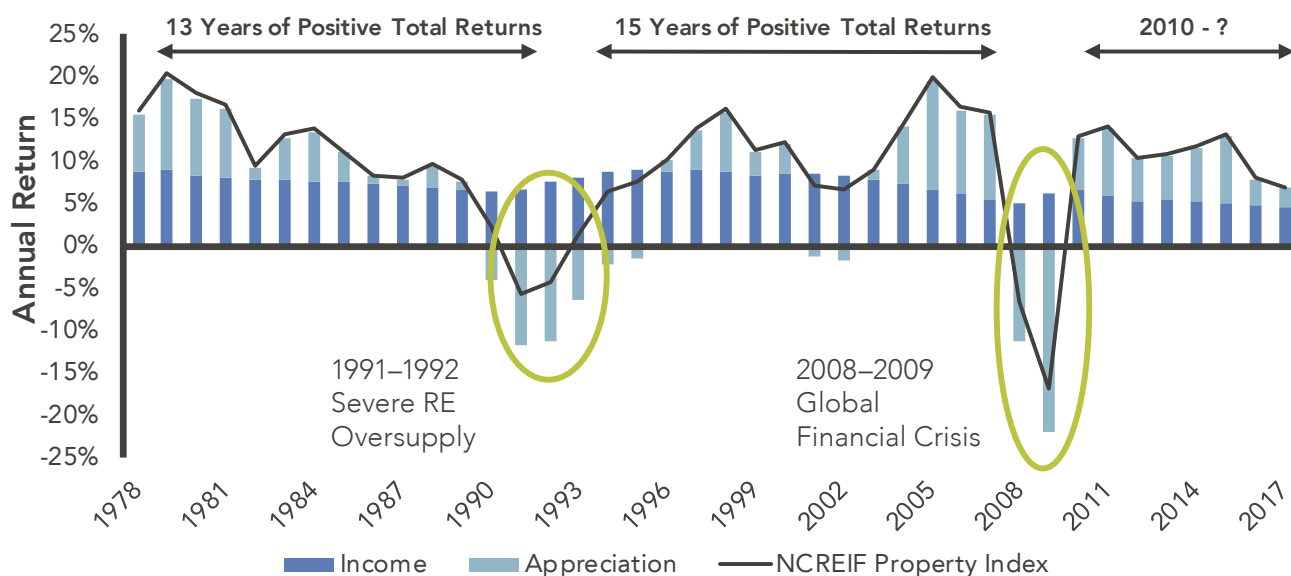 13 Years of Positive Total Returns
15 Years of Positive Total Returns
2010 - ?
Annual Return
25%
20%
15%
10%
5%
0%
-5%
-10%
-15%
-20%
-25%
1991–1992
Severe RE
Oversupply
2008–2009
Global
Financial Crisis
1978
1981
1984
1987
1990
1993
1996
1999
2002
2005
2008
2011
2014
2017
Income
Appreciation
NCREIF Property Index